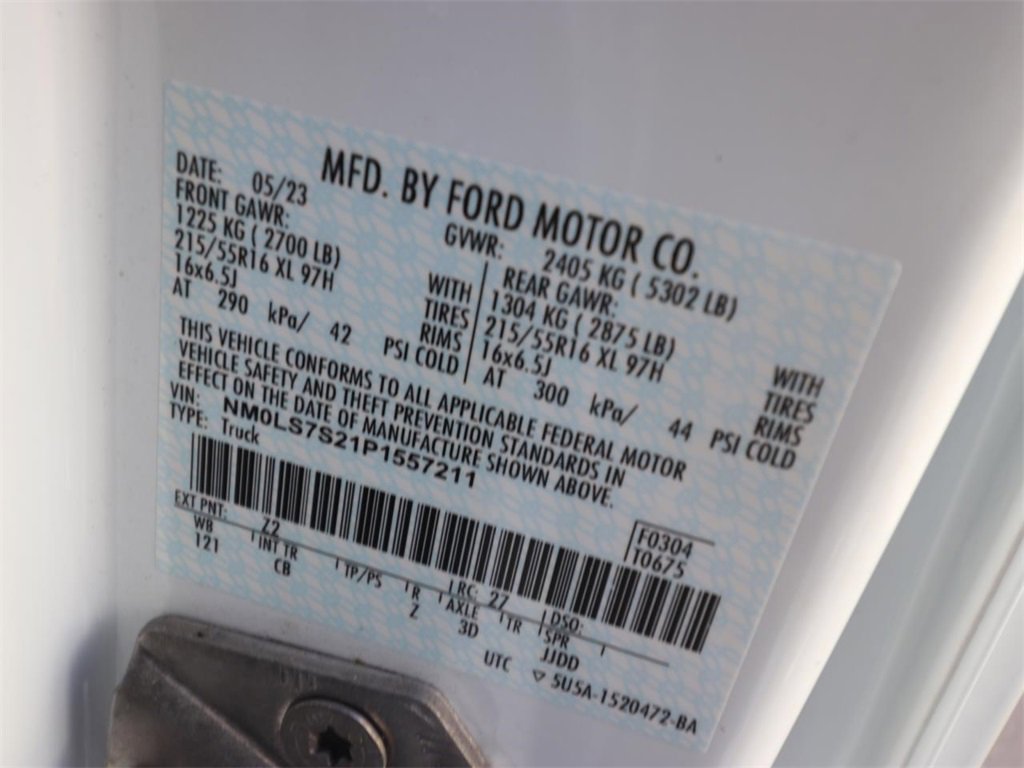 MFD. BY FORD MOTOR CO.
DATE: 05/23 GVWR: 2405 KG ( 5302 LB)
FRONT GAWR: REAR GAWR:
1225 KG ( 2700 LB) WITH 1304 KG ( 2875 LB) WITH
215/55R16 XL 97H TIRES 215/55R16 XL 97H TIRES
16x6.5J RIMS 16x6.5J RIMS
AT 290 kPa/ 42 PSI COLD AT 300 kPa/ 44 PSI COLD
THIS VEHICLE CONFORMS TO ALL APPLICABLE FEDERAL MOTOR
VEHICLE SAFETY AND THEFT PREVENTION STANDARDS IN
EFFECT ON THE DATE OF MANUFACTURE SHOWN ABOVE.
VIN: NM0LS7S21P1557211
TYPE: Truck
F0304
T0675
EXT PNT: Z2 RC: 27 DSO:
W8 INT TR TP/PS R AXLE TR SPR
121 CB Z 3D JJDD
UTC ▽ 5U5A-1520472-BA